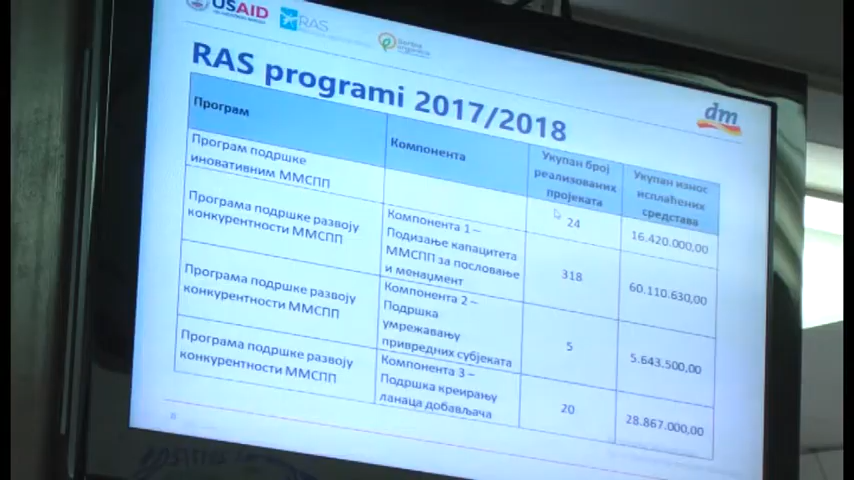 USAID
RAS
RAS programi 2017/2018
dm
Програм
Компонента
Укупан број
реализованих
пројеката
Укупан износ
исплаћених
средстава
Програм подршке
иновативним ММСПП
24
16.420.000,00
Програма подршке развоју
конкурентности ММСПП
Компонента 1 –
Подизање капацитета
ММСПП за пословање
и менаџмент
318
60.110.630,00
Програма подршке развоју
конкурентности ММСПП
Компонента 2 –
Подршка
умрежавању
привредних субјеката
5
5.643.500,00
Програма подршке развоју
конкурентности ММСПП
Компонента 3 –
Подршка креирању
ланаца добављача
20
28.867.000,00